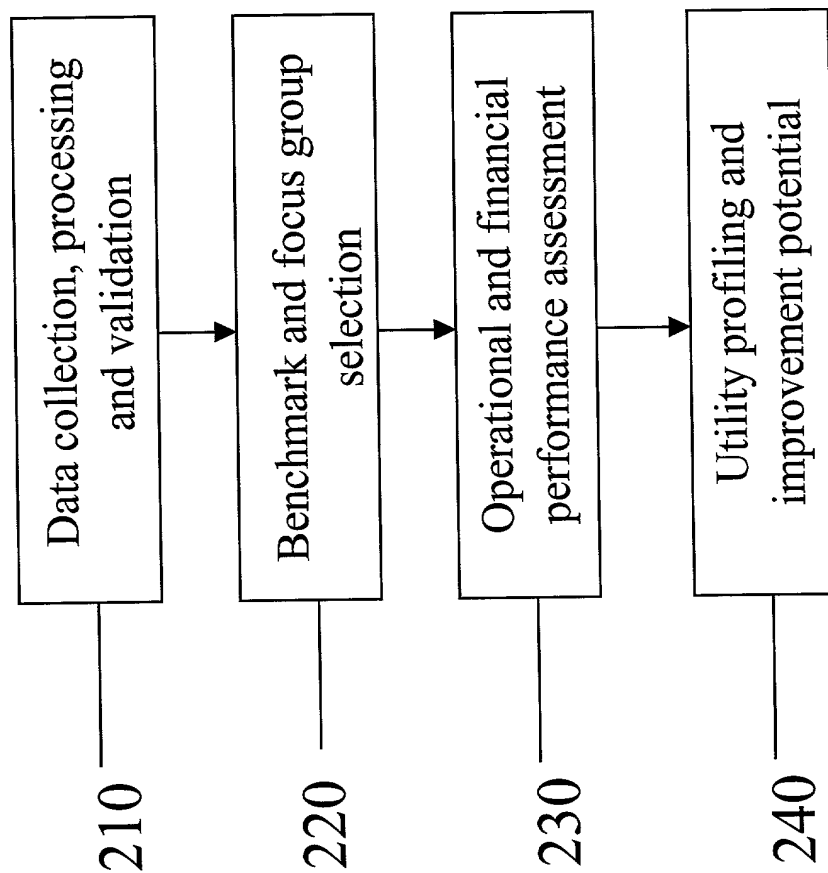 210
Data collection, processing
and validation
220
Benchmark and focus group
selection
230
Operational and financial
performance assessment
240
Utility profiling and
improvement potential